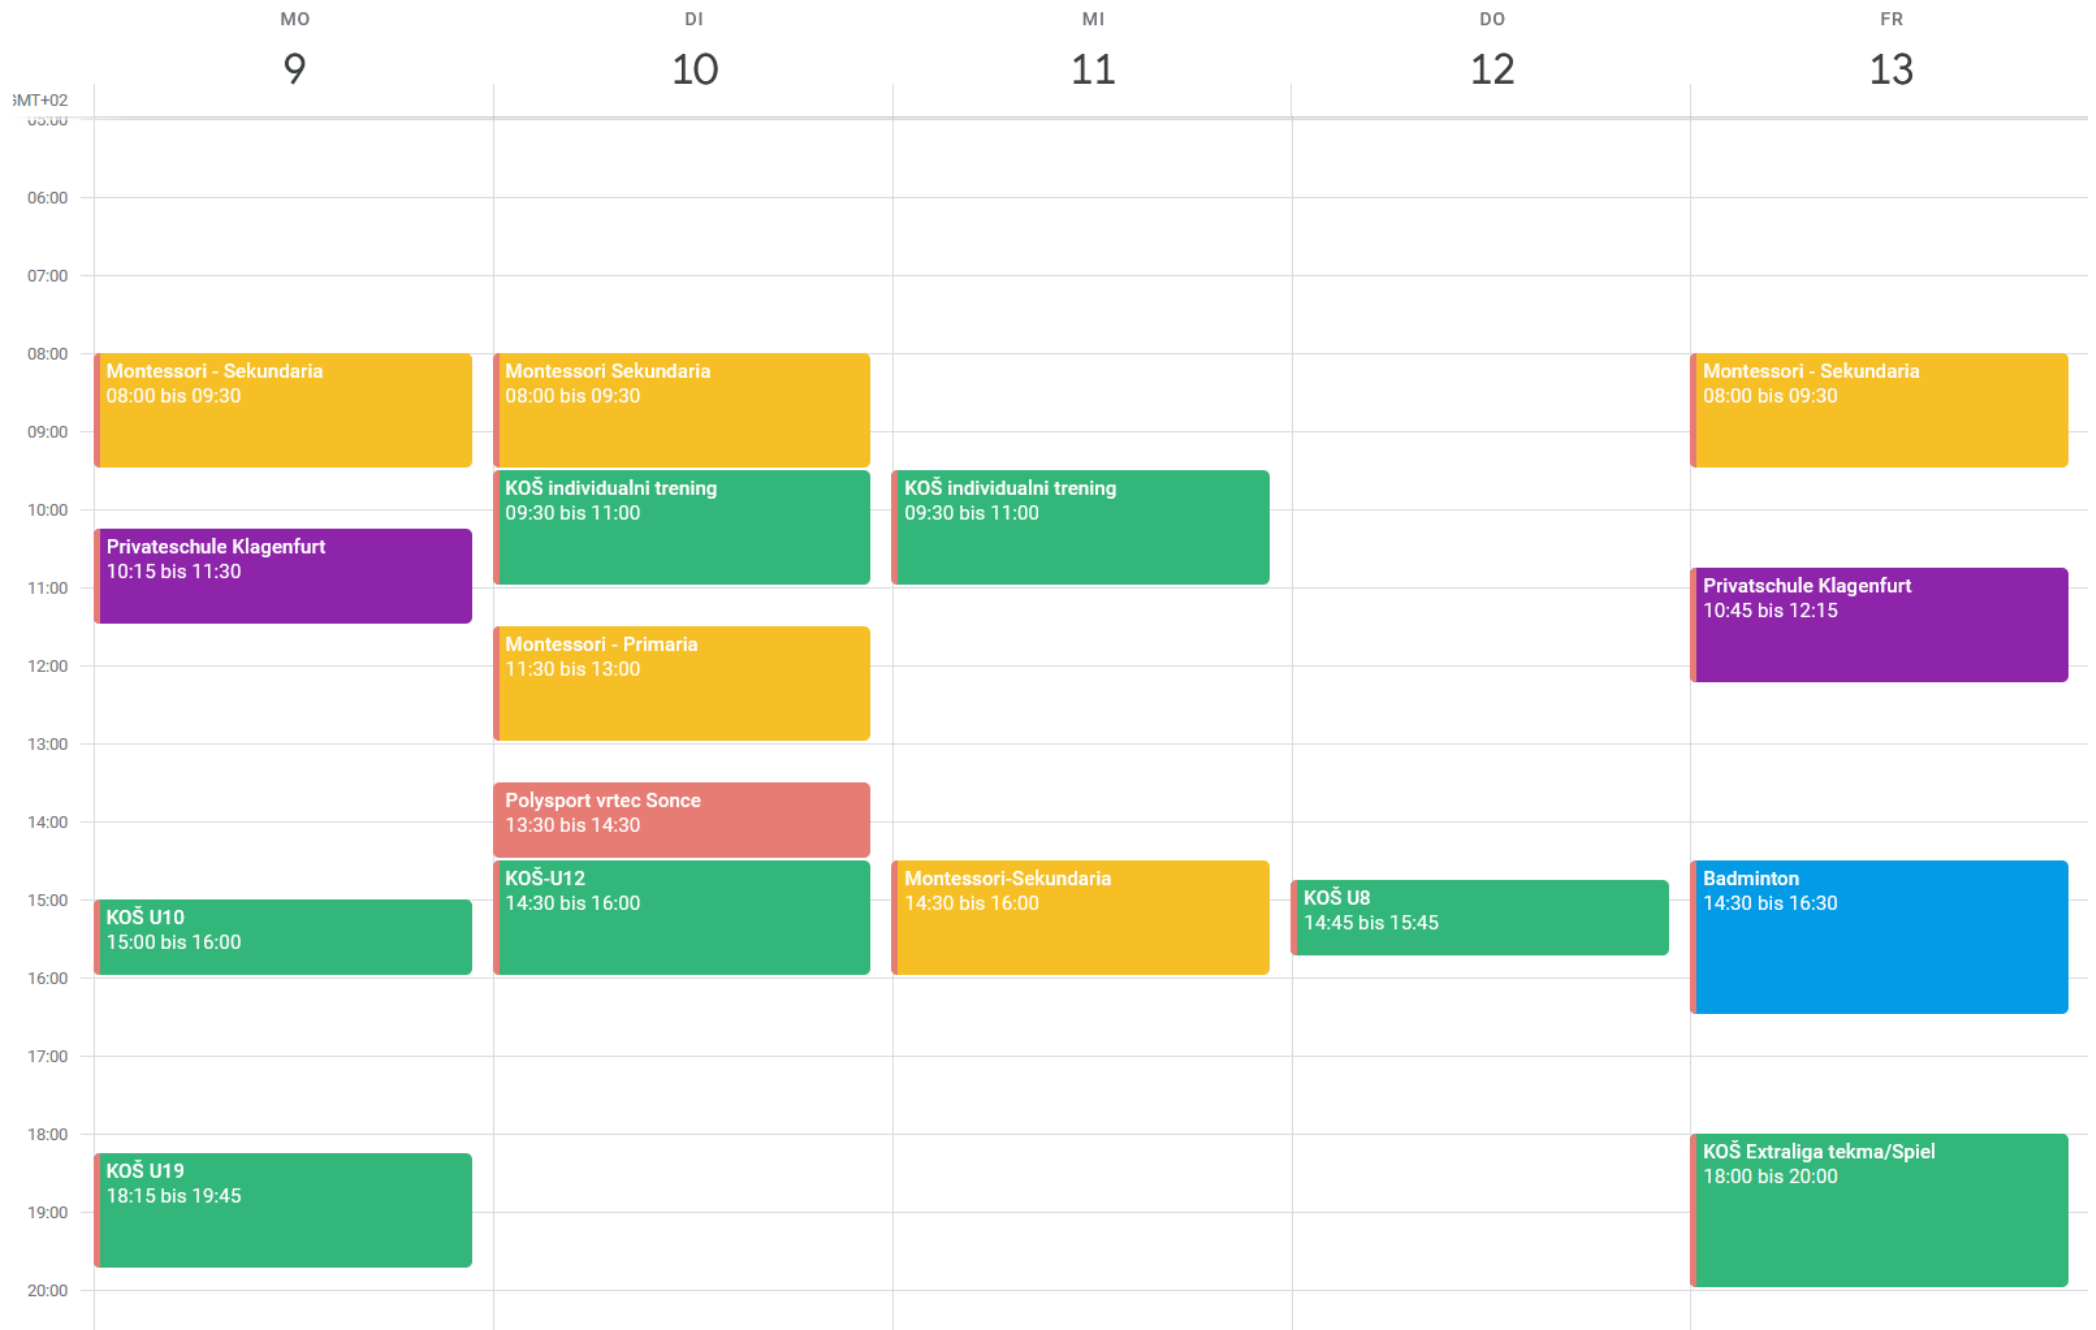 MO
DI
MI
DO
FR
9
10
11
12
13
GMT+02
05:00
06:00
07:00
08:00
Montessori - Sekundaria
08:00 bis 09:30
Montessori Sekundaria
08:00 bis 09:30
Montessori - Sekundaria
08:00 bis 09:30
09:00
KOŠ individualni trening
09:30 bis 11:00
KOŠ individualni trening
09:30 bis 11:00
10:00
Privateschule Klagenfurt
10:15 bis 11:30
11:00
Privatschule Klagenfurt
10:45 bis 12:15
Montessori - Primaria
11:30 bis 13:00
12:00
13:00
Polysport vrtec Sonce
13:30 bis 14:30
14:00
KOŠ-U12
14:30 bis 16:00
Montessori-Sekundaria
14:30 bis 16:00
KOŠ U8
14:45 bis 15:45
Badminton
14:30 bis 16:30
15:00
KOŠ U10
15:00 bis 16:00
16:00
17:00
18:00
KOŠ Extraliga tekma/Spiel
18:00 bis 20:00
KOŠ U19
18:15 bis 19:45
19:00
20:00